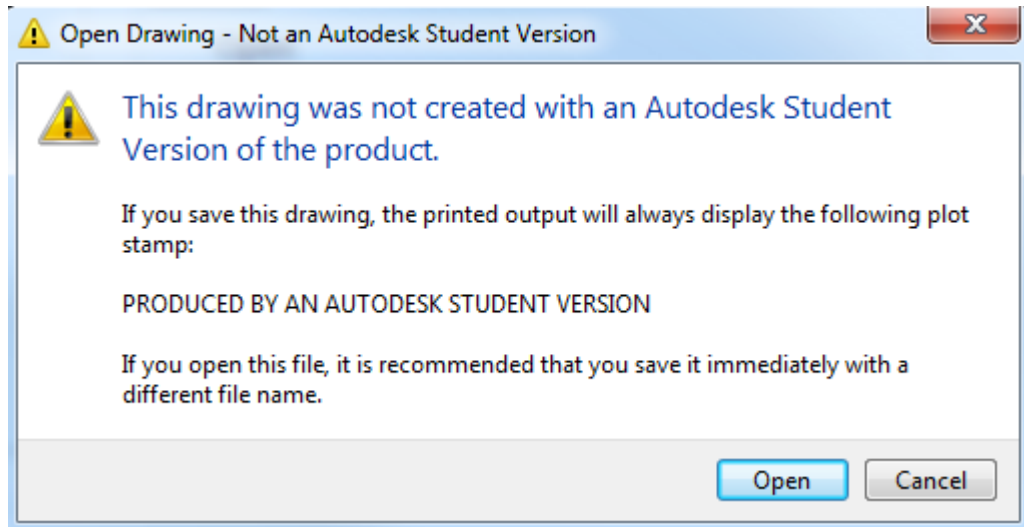 Open Drawing - Not an Autodesk Student Version
This drawing was not created with an Autodesk Student
Version of the product.
If you save this drawing, the printed output will always display the following plot
stamp:
PRODUCED BY AN AUTODESK STUDENT VERSION
If you open this file, it is recommended that you save it immediately with a
different file name.
Open Cancel